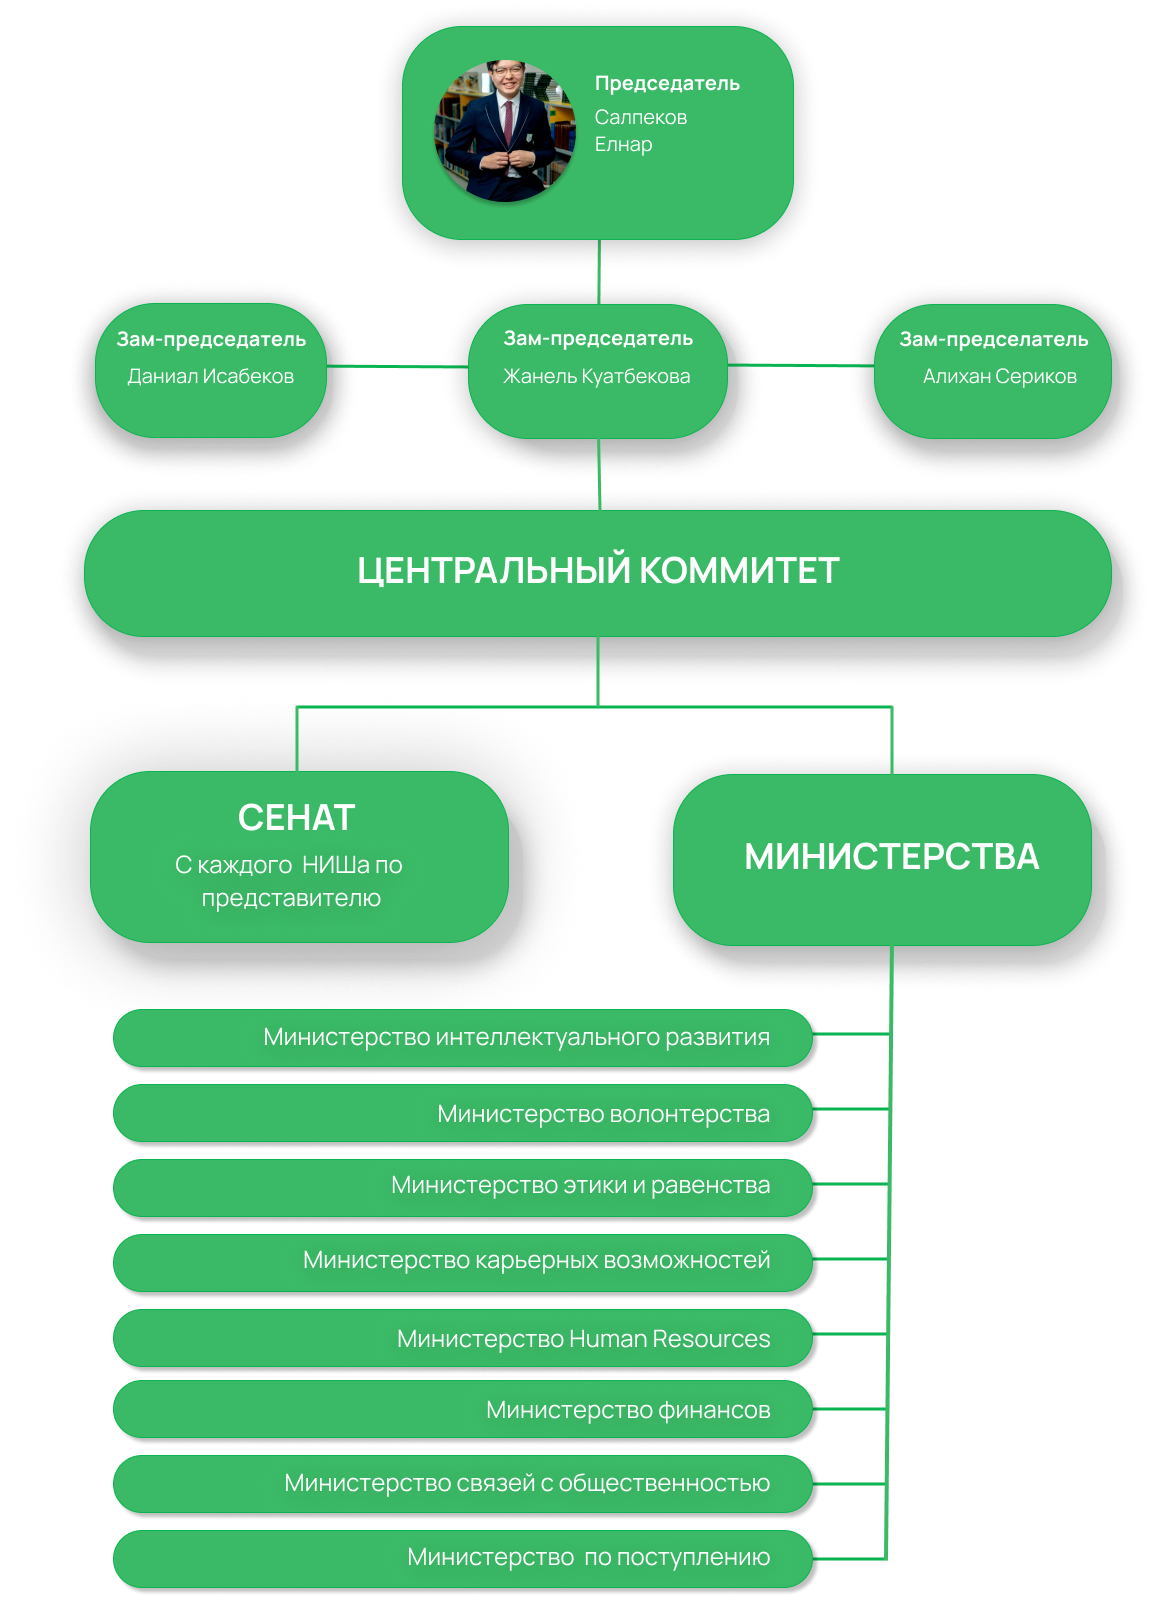 Председатель
Салпеков
Елнар
Зам-председатель
Даниал Исабеков
Зам-председатель
Жанель Куатбекова
Зам-председатель
Алихан Сериков
ЦЕНТРАЛЬНЫЙ КОММИТЕТ
СЕНАТ
С каждого НИШа по
представителю
МИНИСТЕРСТВА
Министерство интеллектуального развития
Министерство волонтерства
Министерство этики и равенства
Министерство карьерных возможностей
Министерство Human Resources
Министерство финансов
Министерство связей с общественностью
Министерство по поступлению